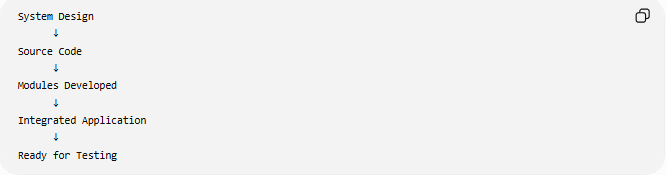 System Design
↓
Source Code
↓
Modules Developed
↓
Integrated Application
↓
Ready for Testing